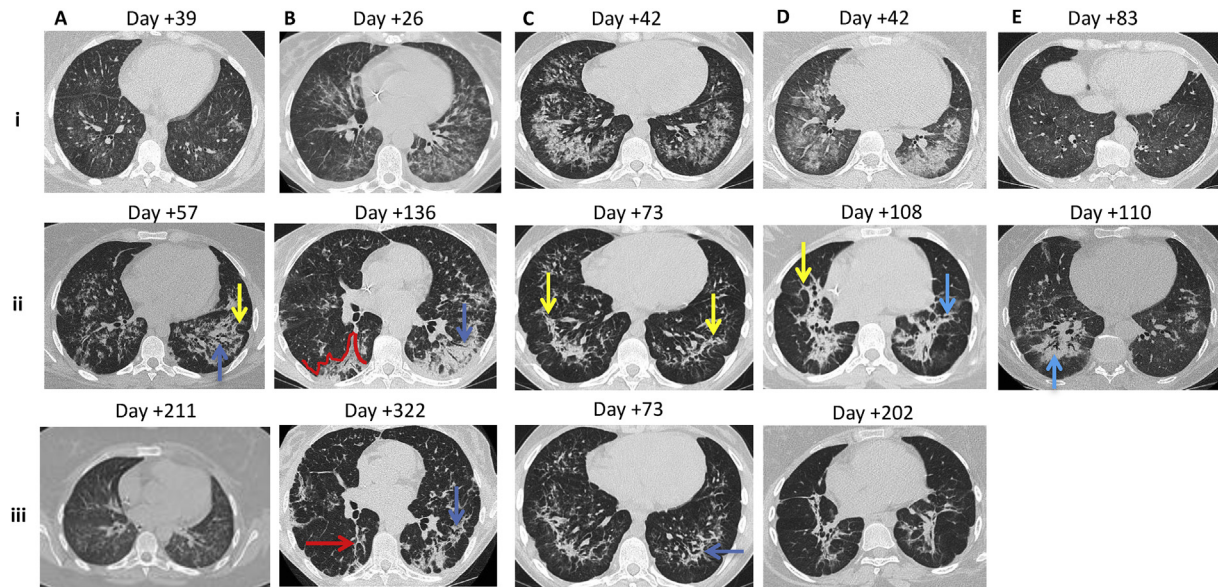 A Day +39 B Day +26 C Day +42 D Day +42 E Day +83
i
Day +57 Day +136 Day +73 Day +108 Day +110
ii
Day +211 Day +322 Day +73 Day +202
iii